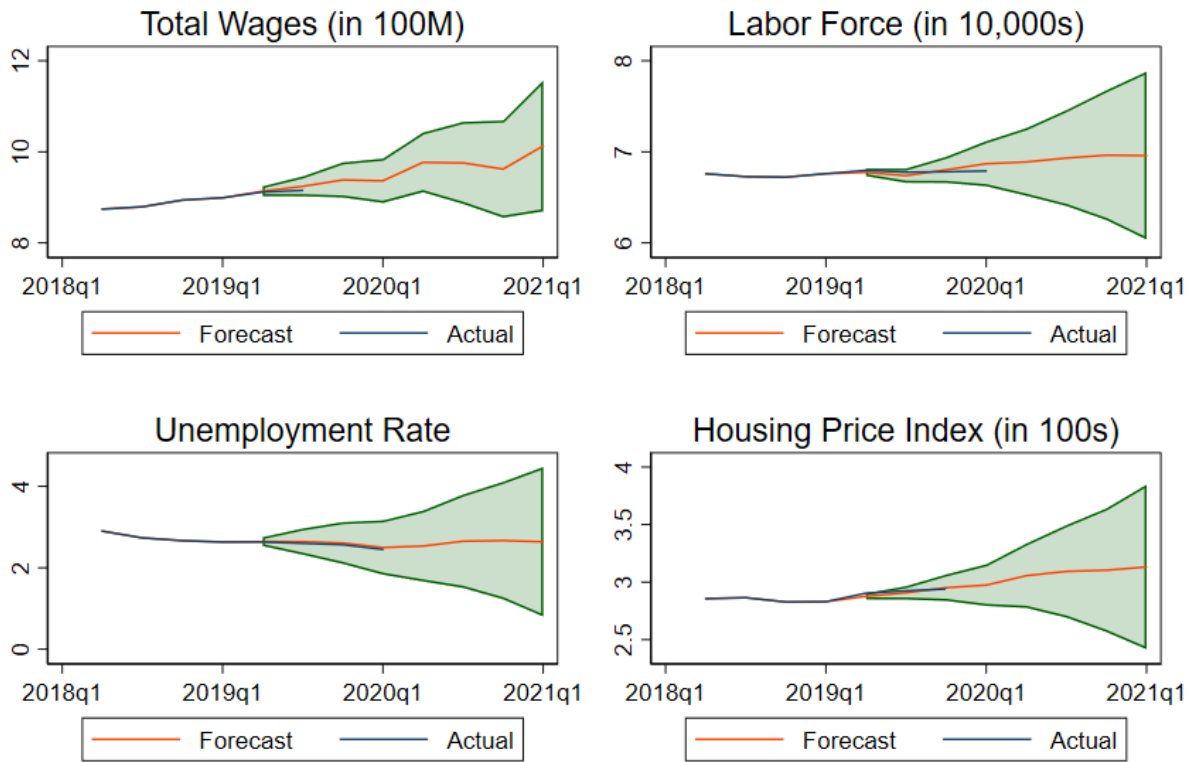 Total Wages (in 100M)
12
10
8
2018q1 2019q1 2020q1 2021q1
Forecast Actual
Labor Force (in 10,000s)
8
7
6
2018q1 2019q1 2020q1 2021q1
Forecast Actual
Unemployment Rate
4
2
0
2018q1 2019q1 2020q1 2021q1
Forecast Actual
Housing Price Index (in 100s)
4
3.5
3
2.5
2018q1 2019q1 2020q1 2021q1
Forecast Actual